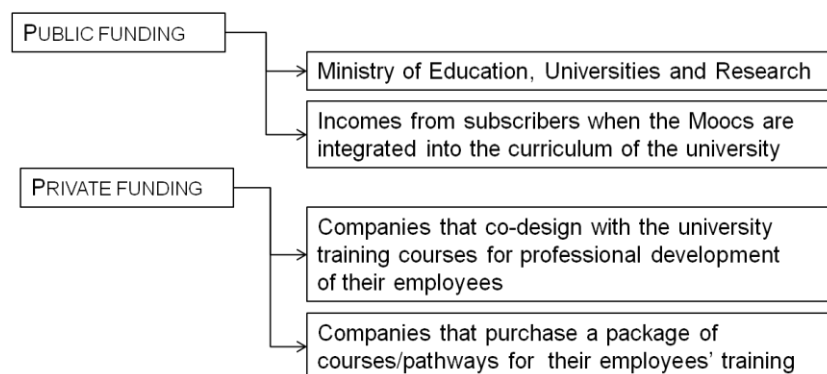 PUBLIC FUNDING
Ministry of Education, Universities and Research
Incomes from subscribers when the Moocs are
integrated into the curriculum of the university
PRIVATE FUNDING
Companies that co-design with the university
training courses for professional development
of their employees
Companies that purchase a package of
courses/pathways for their employees' training